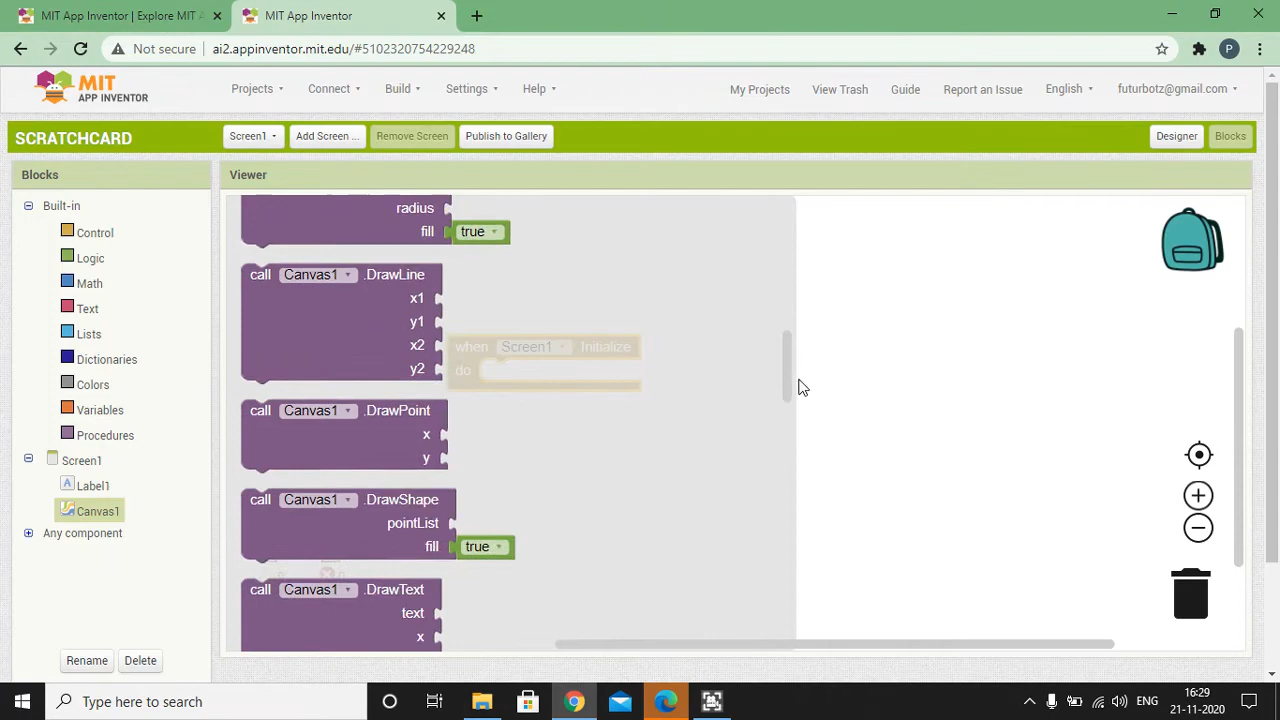 MIT App Inventor | Explore MIT A
MIT App Inventor
Not secure
ai2.appinventor.mit.edu/#5102320754229248
P
MIT
APP INVENTOR
Projects
Connect
Build
Settings
Help
My Projects
View Trash
Guide
Report an Issue
English
futurbotz@gmail.com
SCRATCHCARD
Screen1
Add Screen ...
Remove Screen
Publish to Gallery
Designer
Blocks
Blocks
Viewer
Built-in
Control
Logic
Math
Text
Lists
Dictionaries
Colors
Variables
Procedures
Screen1
A Label1
Canvas1
Any component
Rename
Delete
radius
fill true
call Canvas1 .DrawLine
x1
y1
x2
y2
when Screen1 .Initialize
do
call Canvas1 .DrawPoint
x
y
call Canvas1 .DrawShape
pointList
fill true
call Canvas1 .DrawText
text
x
Type here to search
ENG
16:29
21-11-2020